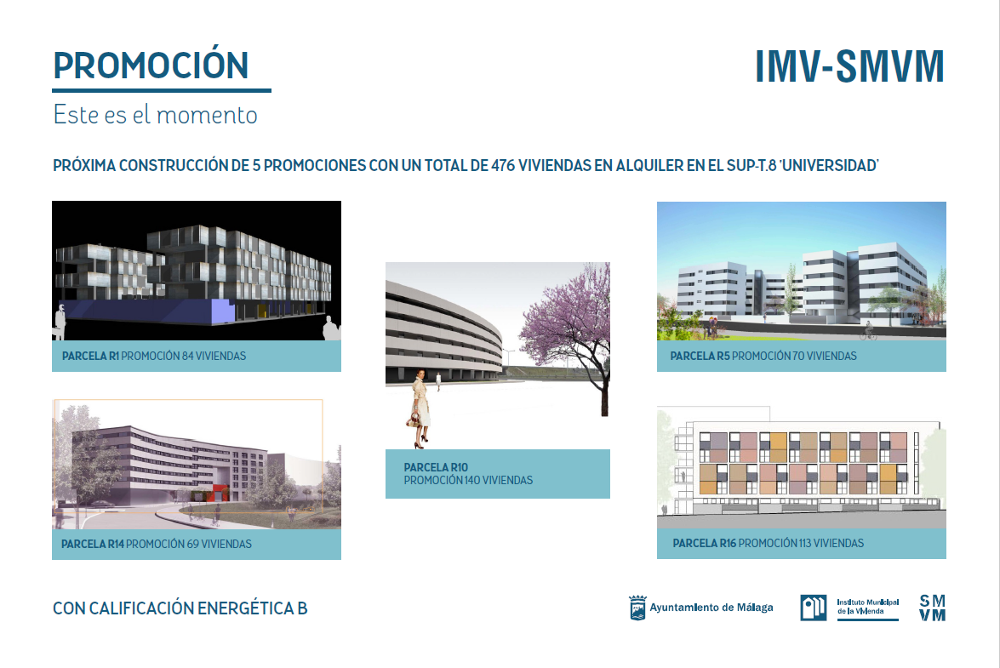 PROMOCIÓN
IMV-SMVM
Este es el momento
PRÓXIMA CONSTRUCCIÓN DE 5 PROMOCIONES CON UN TOTAL DE 476 VIVIENDAS EN ALQUILER EN EL SUP-T.8 'UNIVERSIDAD'
PARCELA R1 PROMOCIÓN 84 VIVIENDAS
PARCELA R5 PROMOCIÓN 70 VIVIENDAS
PARCELA R10
PROMOCIÓN 140 VIVIENDAS
PARCELA R14 PROMOCIÓN 69 VIVIENDAS
PARCELA R16 PROMOCIÓN 113 VIVIENDAS
CON CALIFICACIÓN ENERGÉTICA B
Ayuntamiento de Málaga
Instituto Municipal
de la Vivienda
SM
VM